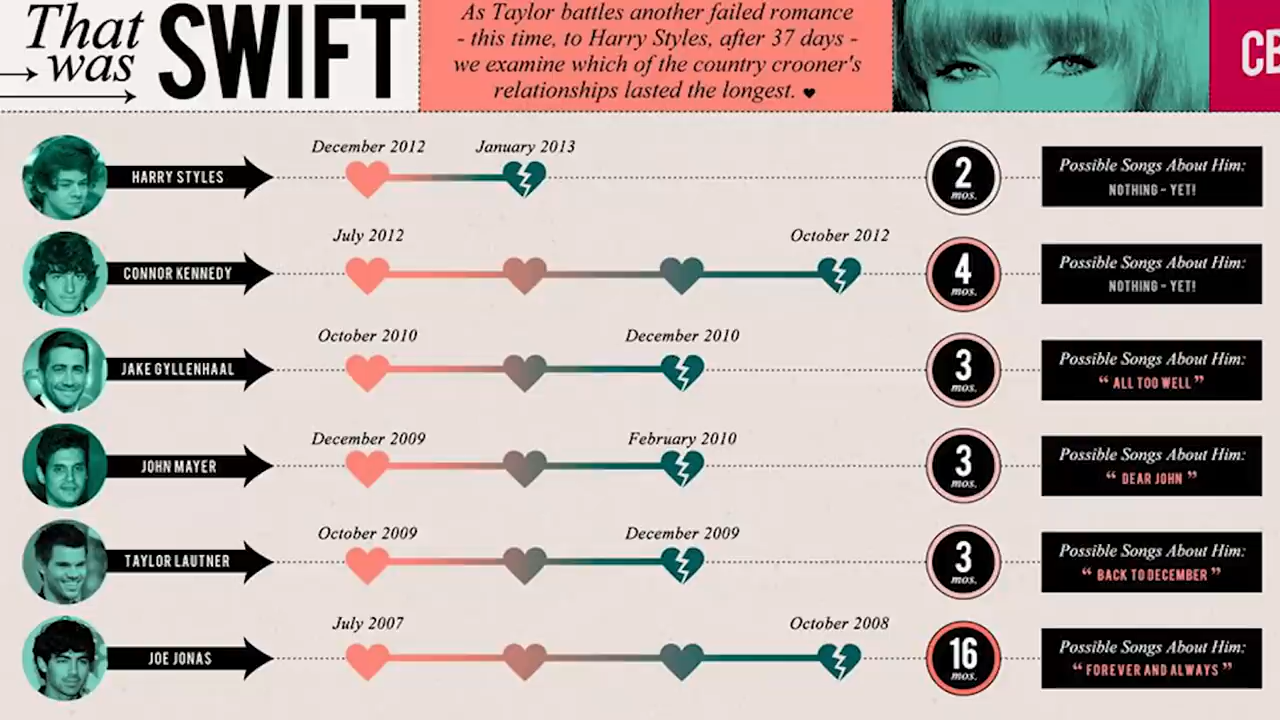 That
was
SWIFT
As Taylor battles another failed romance
- this time, to Harry Styles, after 37 days -
we examine which of the country crooner's
relationships lasted the longest. ♥
December 2012
January 2013
HARRY STYLES
2
mos.
Possible Songs About Him:
NOTHING - YET!
July 2012
October 2012
CONNOR KENNEDY
4
mos.
Possible Songs About Him:
NOTHING - YET!
October 2010
December 2010
JAKE GYLLENHAAL
3
mos.
Possible Songs About Him:
“ ALL TOO WELL ”
December 2009
February 2010
JOHN MAYER
3
mos.
Possible Songs About Him:
“ DEAR JOHN ”
October 2009
December 2009
TAYLOR LAUTNER
3
mos.
Possible Songs About Him:
“ BACK TO DECEMBER ”
July 2007
October 2008
JOE JONAS
16
mos.
Possible Songs About Him:
“ FOREVER AND ALWAYS ”